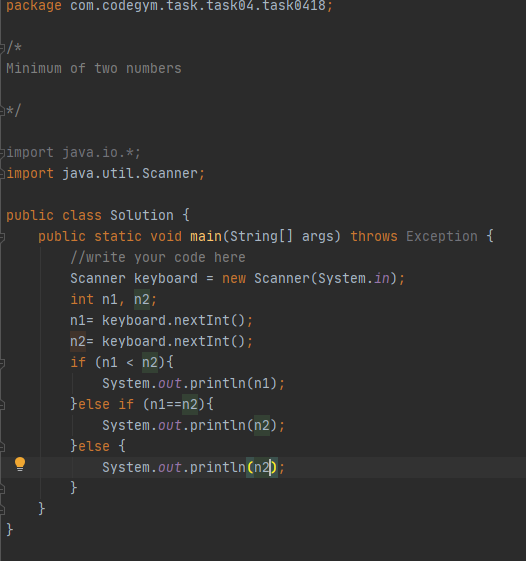 package com.codegym.task.task04.task0418;
/*
Minimum of two numbers
*/
import java.io.*;
import java.util.Scanner;
public class Solution {
    public static void main(String[] args) throws Exception {
        //write your code here
        Scanner keyboard = new Scanner(System.in);
        int n1, n2;
        n1= keyboard.nextInt();
        n2= keyboard.nextInt();
        if (n1 < n2){
            System.out.println(n1);
        }else if (n1==n2){
            System.out.println(n2);
        }else {
            System.out.println(n2);
        }
    }
}